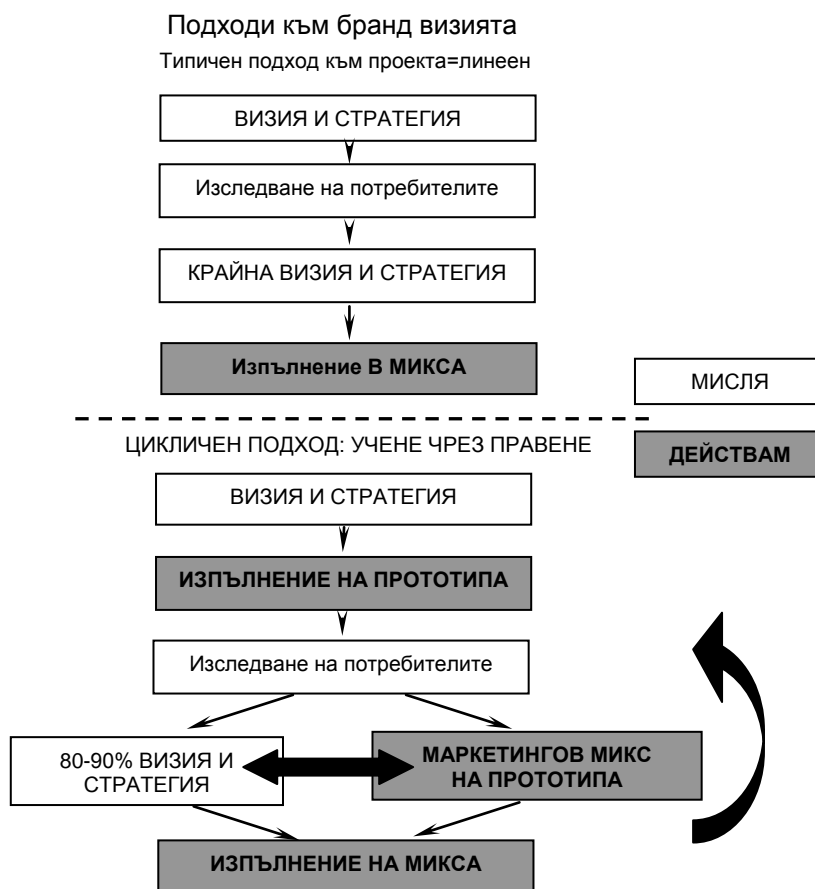 Подходи към бранд визията
Типичен подход към проекта=линеен
ВИЗИЯ И СТРАТЕГИЯ
Изследване на потребителите
КРАЙНА ВИЗИЯ И СТРАТЕГИЯ
Изпълнение В МИКСА
МИСЛЯ
ДЕЙСТВАМ
ЦИКЛИЧЕН ПОДХОД: УЧЕНЕ ЧРЕЗ ПРАВЕНЕ
ВИЗИЯ И СТРАТЕГИЯ
ИЗПЪЛНЕНИЕ НА ПРОТОТИПА
Изследване на потребителите
80-90% ВИЗИЯ И
СТРАТЕГИЯ
МАРКЕТИНГОВ МИКС
НА ПРОТОТИПА
ИЗПЪЛНЕНИЕ НА МИКСА